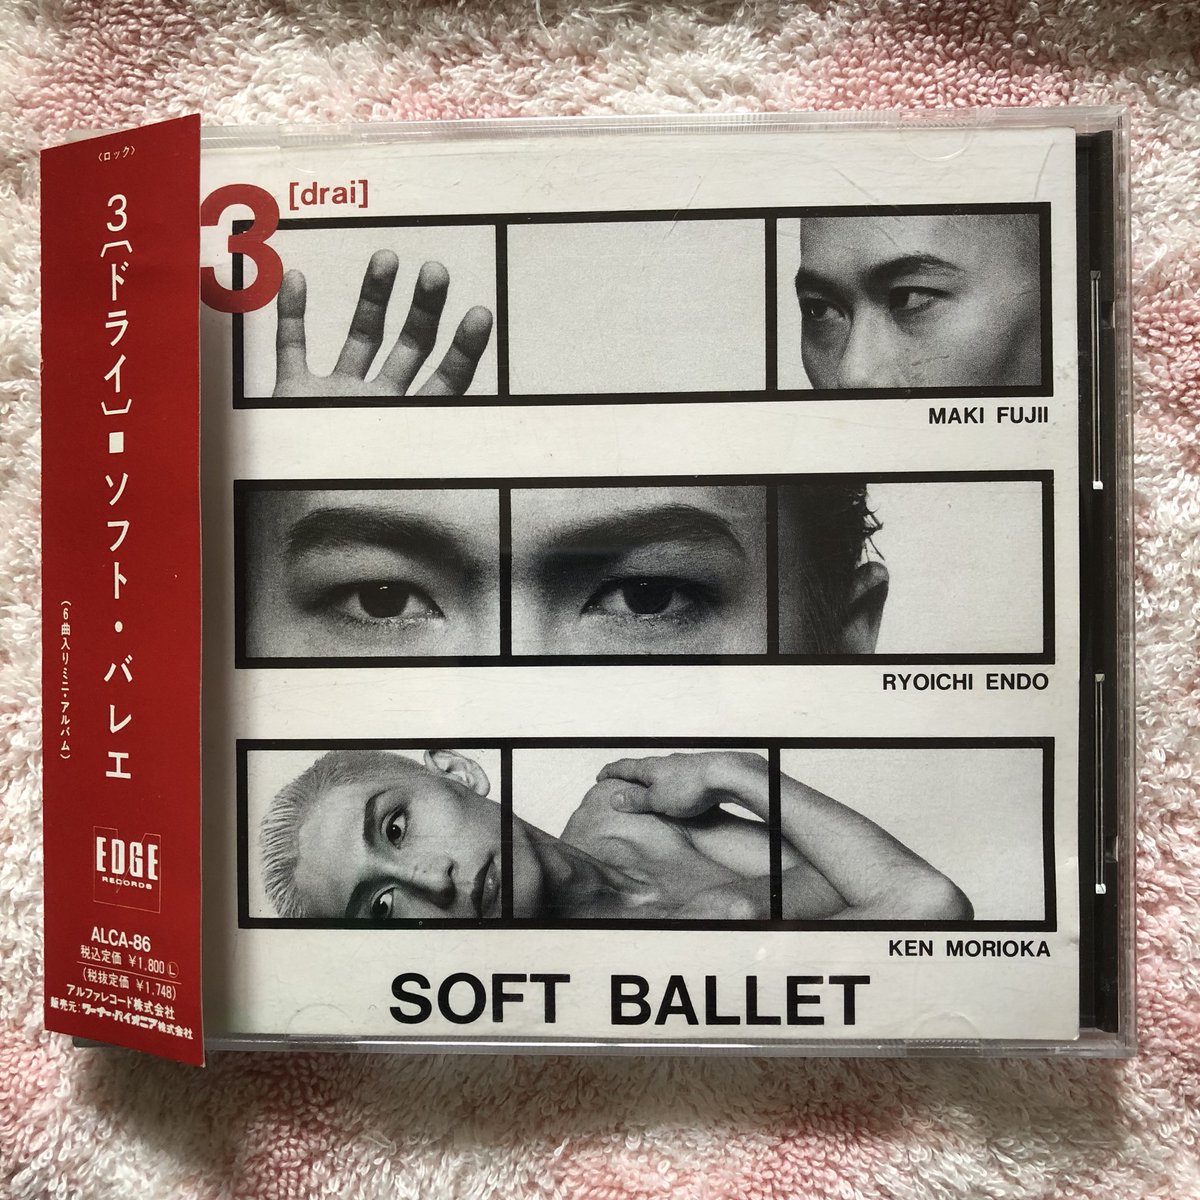 〈ロック〉
3〔ドライ〕■ソフト・バレエ
(6曲入りミニ・アルバム)
EDGE
RECORDS
ALCA-86
税込定価 ¥1,800 Ⓛ
(税抜定価 ¥1,748)
アルファレコード株式会社
販売元:ワーナー・パイオニア株式会社
3 [drai]
MAKI FUJII
RYOICHI ENDO
KEN MORIOKA
SOFT BALLET